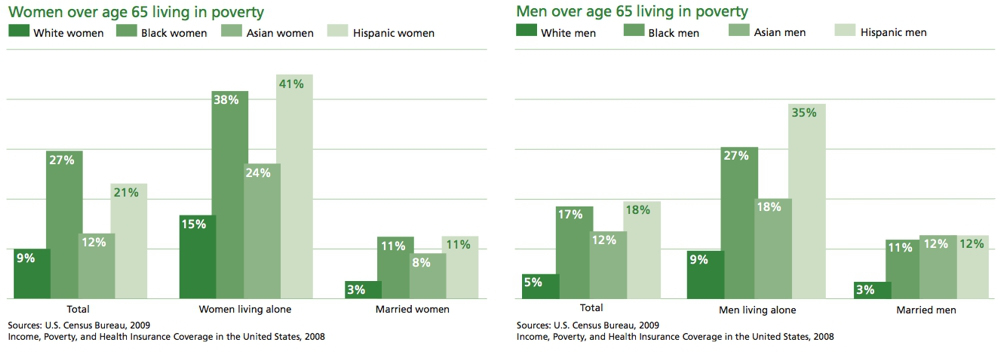 Women over age 65 living in poverty
White women Black women Asian women Hispanic women
9% 27% 12% 21%
15% 38% 24% 41%
3% 11% 8% 11%
Total Women living alone Married women
Sources: U.S. Census Bureau, 2009
Income, Poverty, and Health Insurance Coverage in the United States, 2008
Men over age 65 living in poverty
White men Black men Asian men Hispanic men
5% 17% 12% 18%
9% 27% 18% 35%
3% 11% 12% 12%
Total Men living alone Married men
Sources: U.S. Census Bureau, 2009
Income, Poverty, and Health Insurance Coverage in the United States, 2008